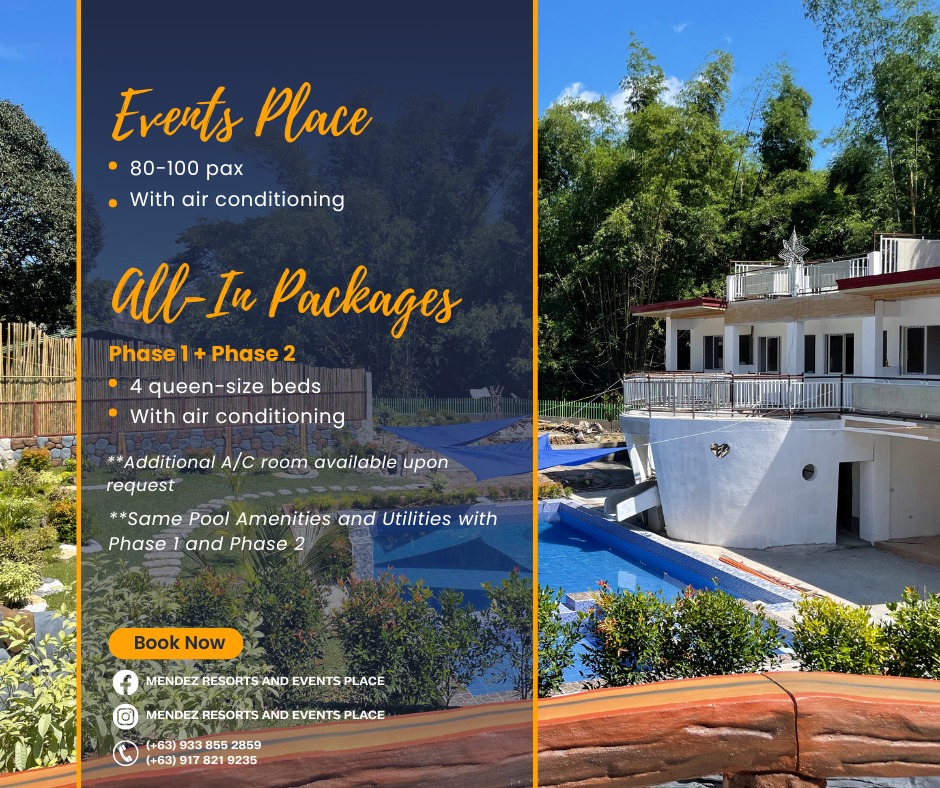 Events Place
80-100 pax
With air conditioning
All-In Packages
Phase 1 + Phase 2
4 queen-size beds
With air conditioning
**Additional A/C room available upon
request
**Same Pool Amenities and Utilities with
Phase 1 and Phase 2
Book Now
MENDEZ RESORTS AND EVENTS PLACE
MENDEZ RESORTS AND EVENTS PLACE
(+63) 933 855 2859
(+63) 917 821 9235